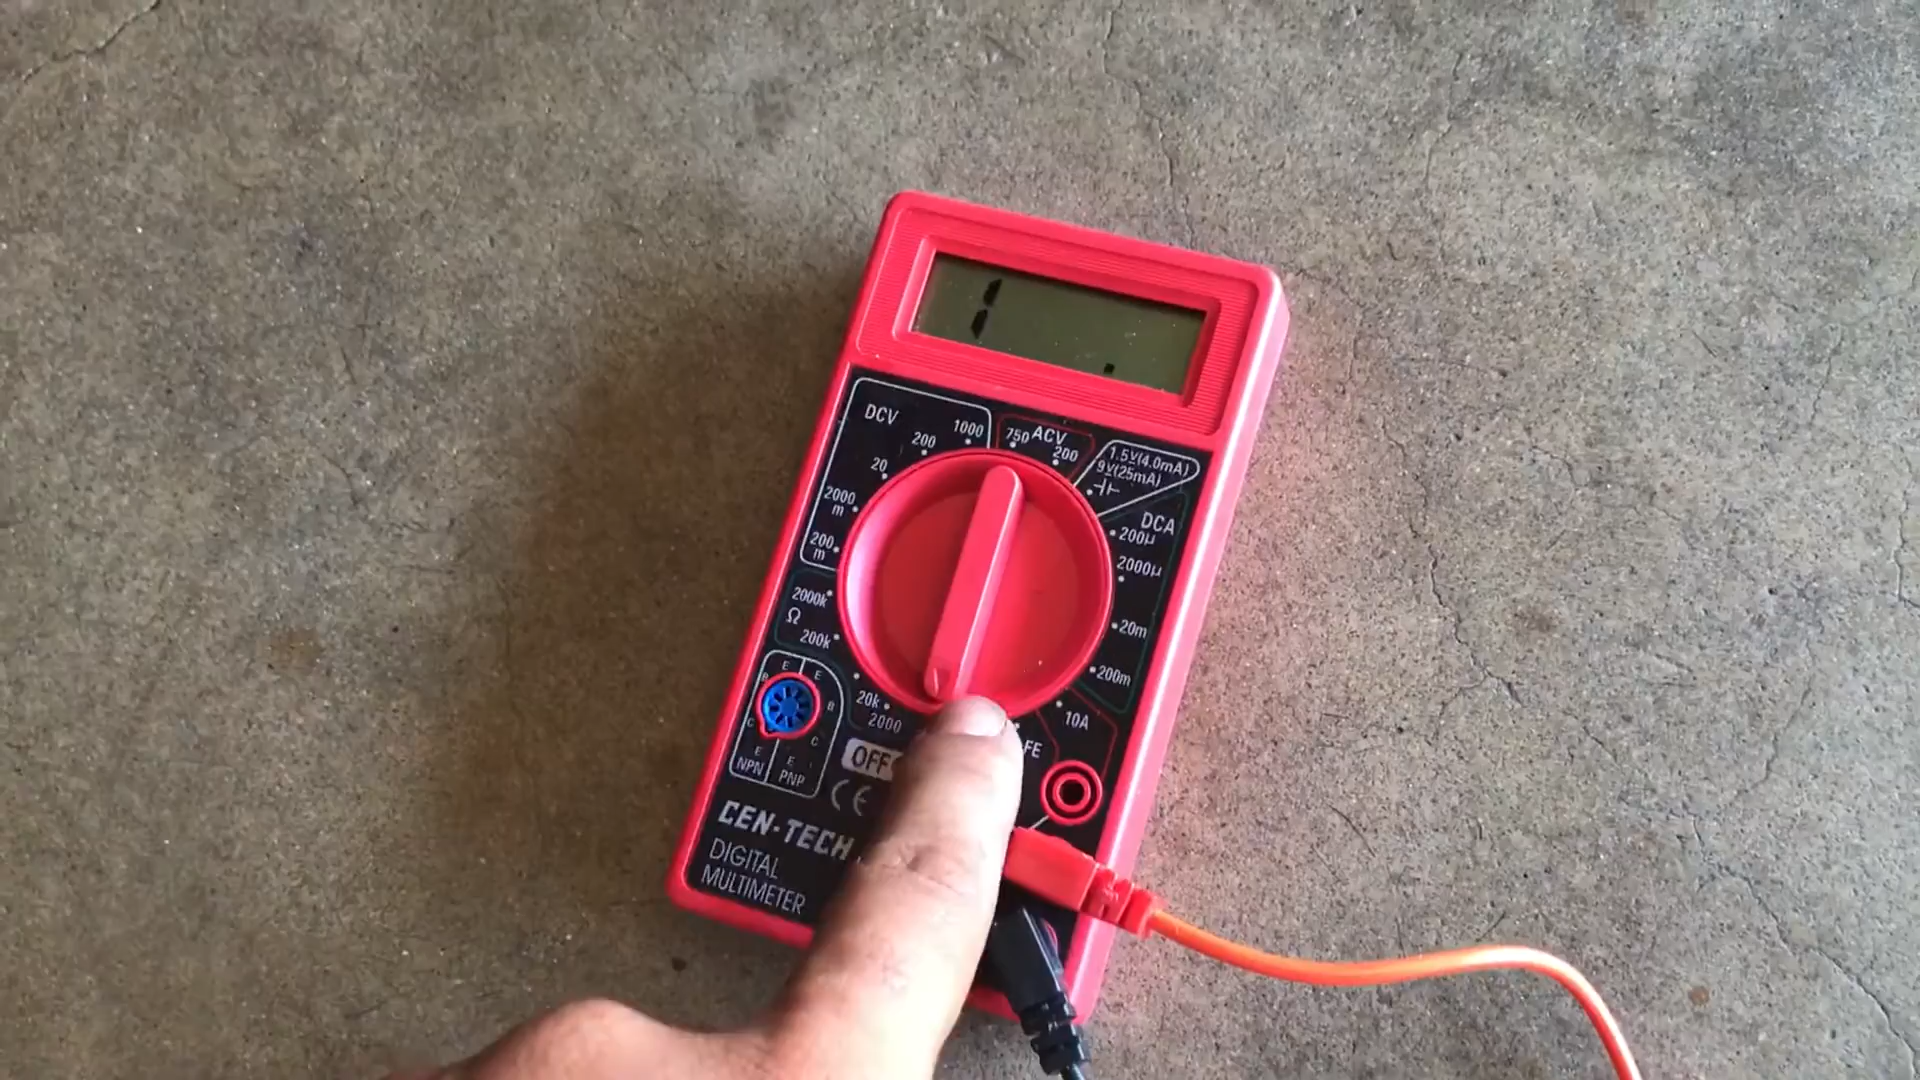 1 .
DCV
1000
750
ACV
200
200
20
2000
m
200
m
1.5V(4.0mA)
9V(25mA)
DCA
200µ
2000µ
20m
200m
10A
FE
2000k
Ω
200k
20k
2000
OFF
E
E
B
B
C
C
E
E
NPN
PNP
CE
CEN-TECH
DIGITAL
MULTIMETER